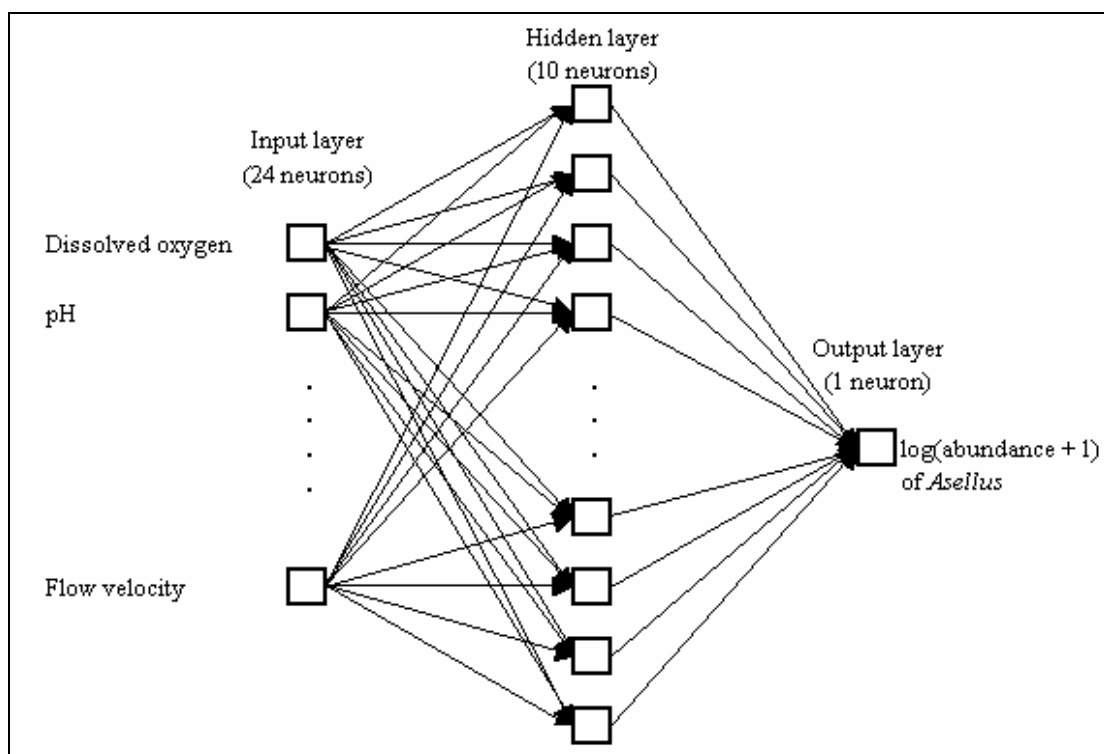 Hidden layer
(10 neurons)
Input layer
(24 neurons)
Dissolved oxygen
pH
Output layer
(1 neuron)
log(abundance + 1)
of Asellus
Flow velocity